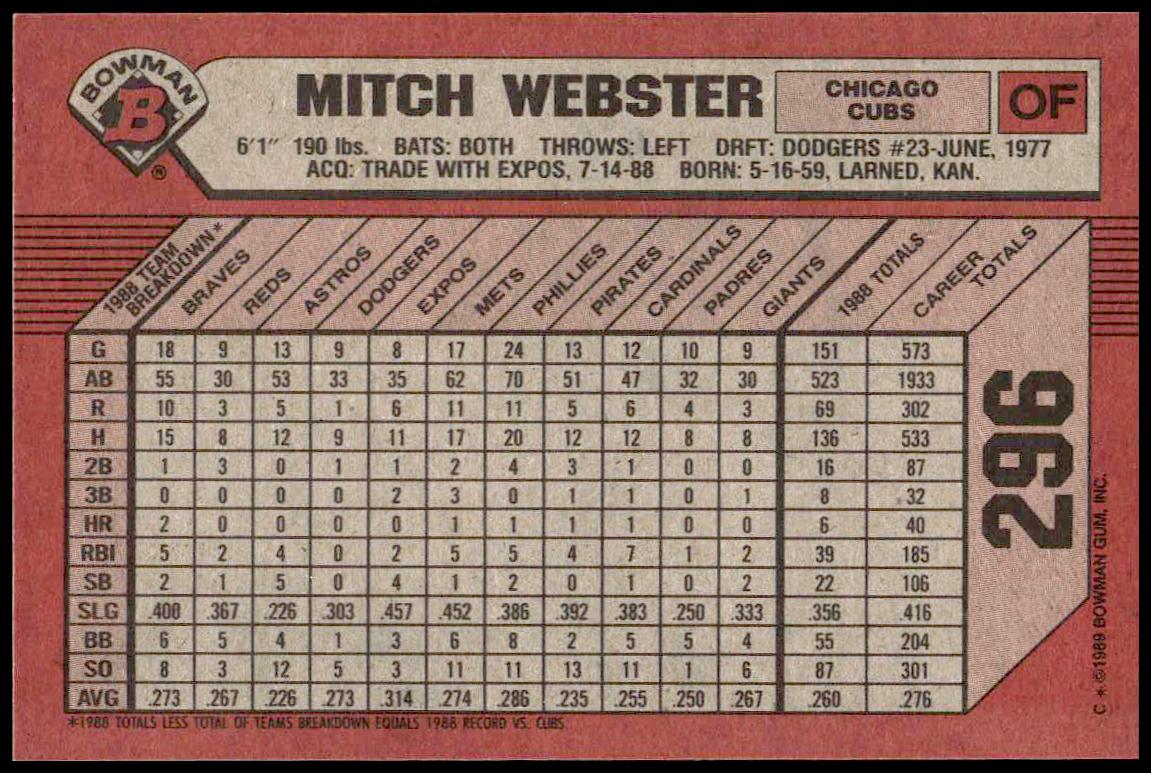 BOWMAN
B
®
MITCH WEBSTER
CHICAGO
CUBS
OF
6'1" 190 lbs. BATS: BOTH THROWS: LEFT DRFT: DODGERS #23-JUNE, 1977
ACQ: TRADE WITH EXPOS, 7-14-88 BORN: 5-16-59, LARNED, KAN.
1988 TEAM BREAKDOWN* BRAVES REDS ASTROS DODGERS EXPOS METS PHILLIES PIRATES CARDINALS PADRES GIANTS 1988 TOTALS CAREER TOTALS
G 18 9 13 9 8 17 24 13 12 10 9 151 573
AB 55 30 53 33 35 62 70 51 47 32 30 523 1933
R 10 3 5 1 6 11 11 5 6 4 3 69 302
H 15 8 12 9 11 17 20 12 12 8 8 136 533
2B 1 3 0 1 1 2 4 3 1 0 0 16 87
3B 0 0 0 0 2 3 0 1 1 0 1 8 32
HR 2 0 0 0 0 1 1 1 1 0 0 6 40
RBI 5 2 4 0 2 5 5 4 7 1 2 39 185
SB 2 1 5 0 4 1 2 0 1 0 2 22 106
SLG .400 .367 .226 .303 .457 .452 .386 .392 .383 .250 .333 .356 .416
BB 6 5 4 1 3 6 8 2 5 5 4 55 204
SO 8 3 12 5 3 11 11 13 11 1 6 87 301
AVG .273 .267 .226 .273 .314 .274 .286 .235 .255 .250 .267 .260 .276
*1988 TOTALS LESS TOTAL OF TEAMS BREAKDOWN EQUALS 1988 RECORD VS. CUBS.
296
C *©1989 BOWMAN GUM, INC.